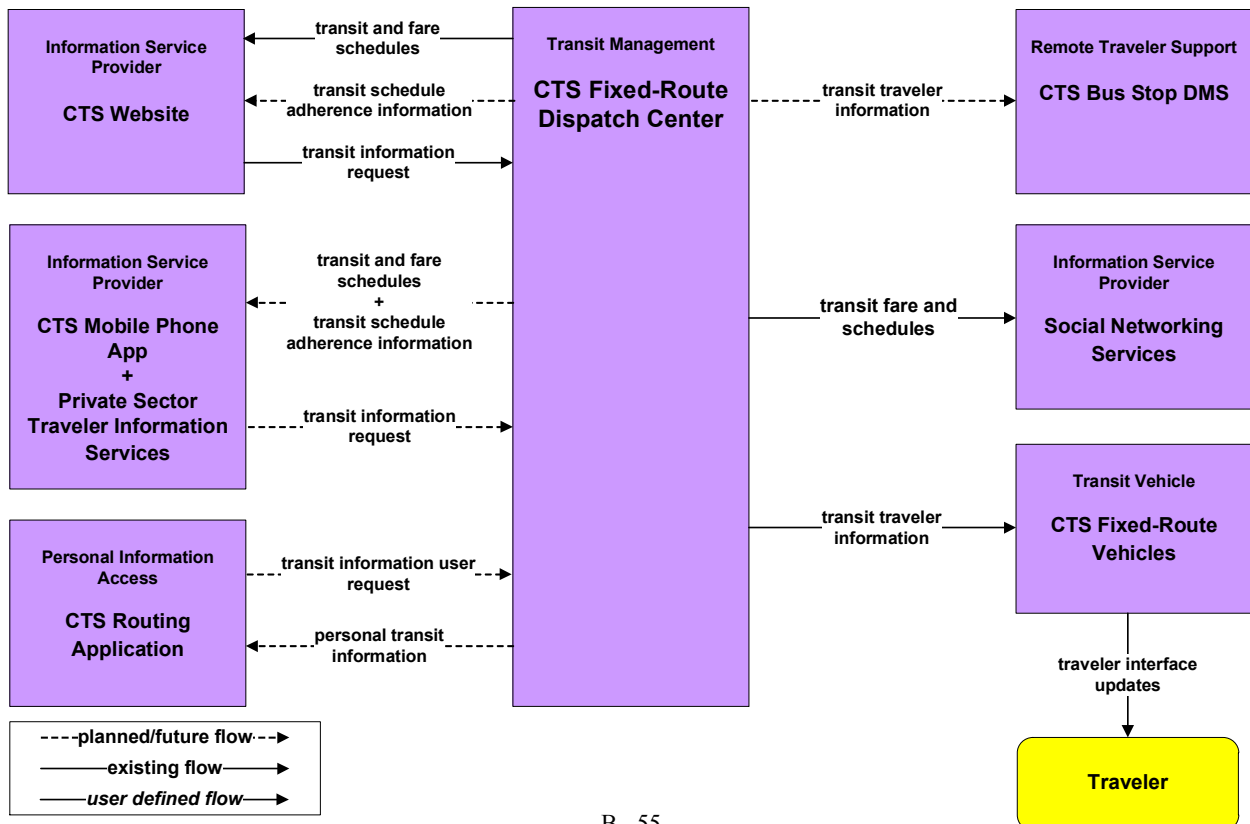 Information Service
Provider
CTS Website
transit and fare
schedules
transit schedule
adherence information
transit information
request
Information Service
Provider
CTS Mobile Phone
App
+
Private Sector
Traveler Information
Services
transit and fare
schedules
+
transit schedule
adherence information
transit information
request
Personal Information
Access
CTS Routing
Application
transit information user
request
personal transit
information
Transit Management
CTS Fixed-Route
Dispatch Center
transit traveler
information
Remote Traveler Support
CTS Bus Stop DMS
transit fare and
schedules
Information Service
Provider
Social Networking
Services
transit traveler
information
Transit Vehicle
CTS Fixed-Route
Vehicles
traveler interface
updates
Traveler
planned/future flow
existing flow
user defined flow
B - 55